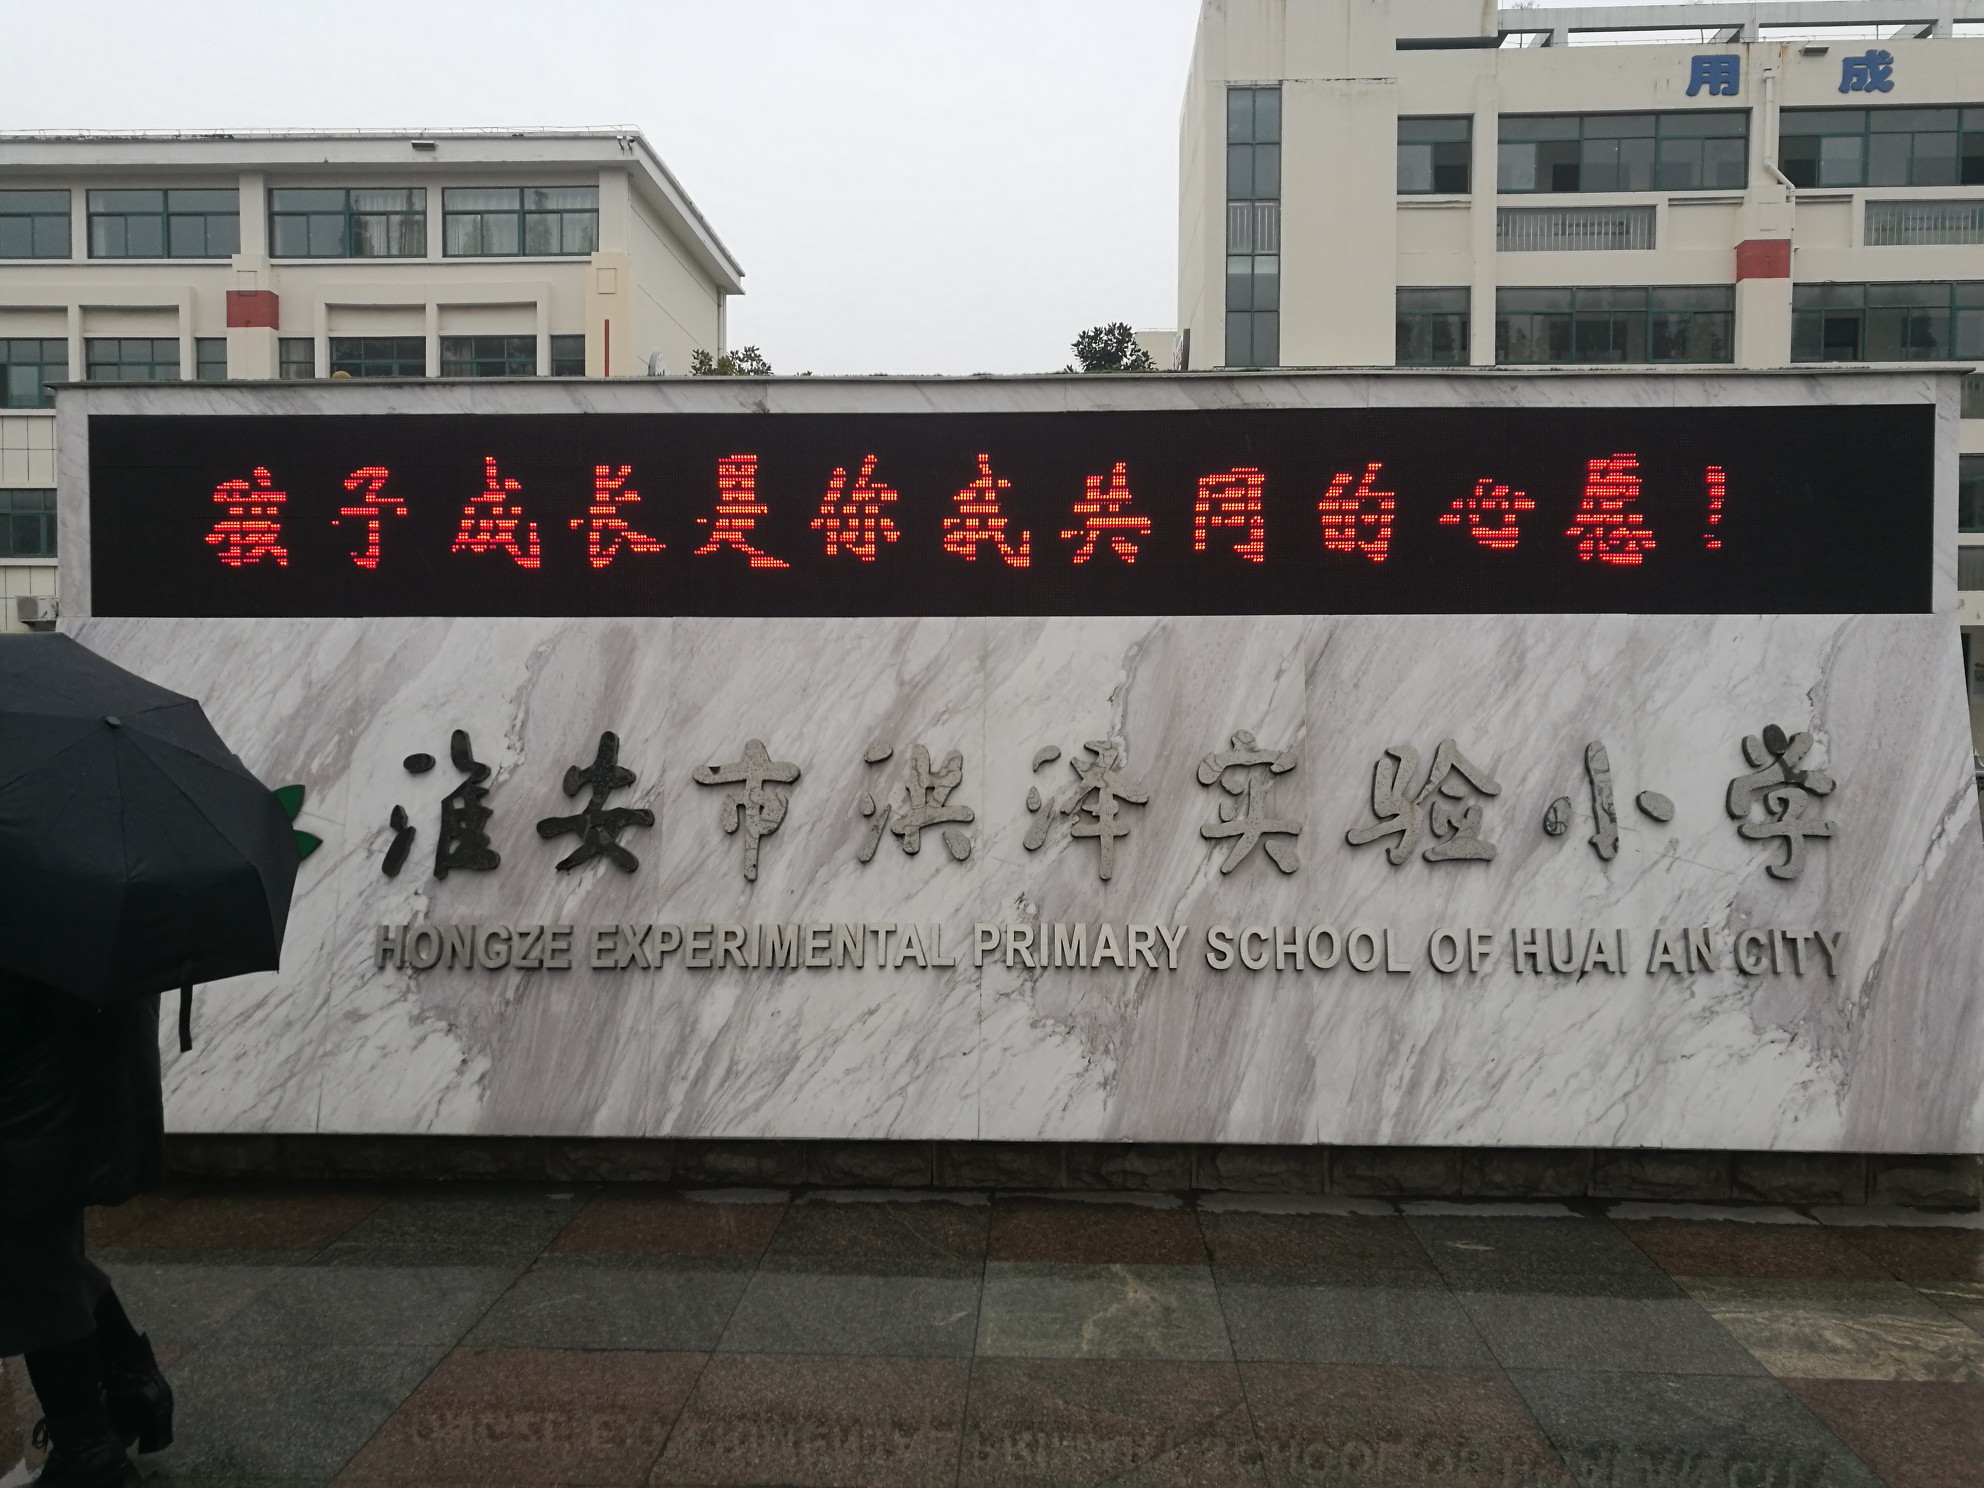 用 成
孩子成长是你我共同的心愿！
淮安市洪泽实验小学
HONGZE EXPERIMENTAL PRIMARY SCHOOL OF HUAI AN CITY